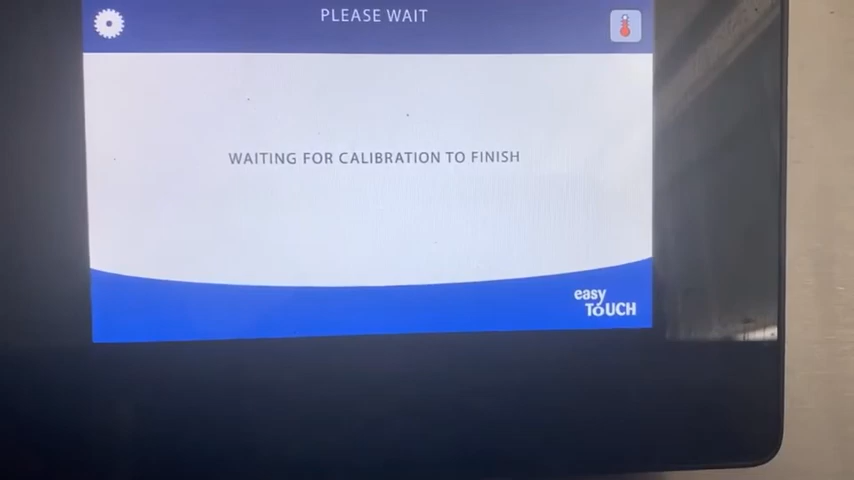 PLEASE WAIT
WAITING FOR CALIBRATION TO FINISH
easy
TOUCH